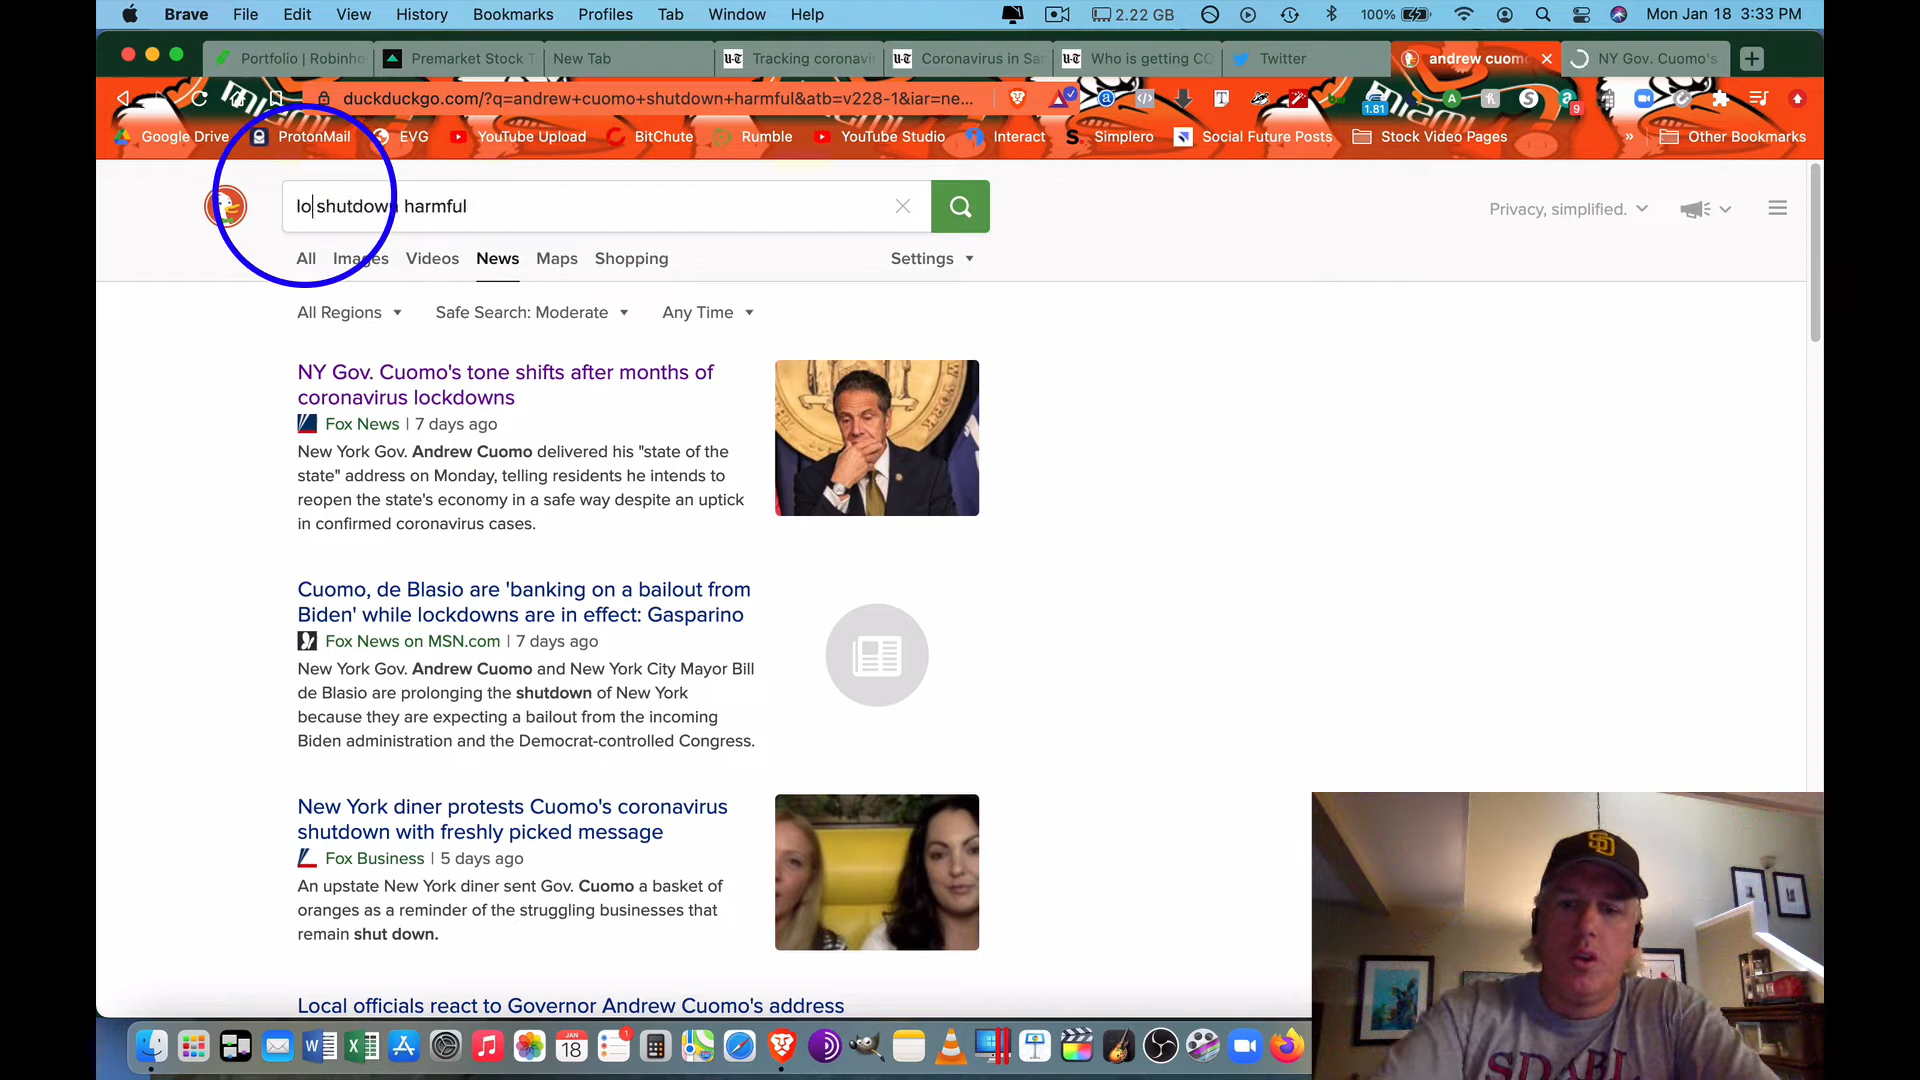 Brave File Edit View History Bookmarks Profiles Tab Window Help 2.22 GB 100% Mon Jan 18 3:33 PM
Portfolio | Robinho Premarket Stock T New Tab Tracking coronavi Coronavirus in Sa Who is getting CO Twitter andrew cuom NY Gov. Cuomo's
duckduckgo.com/?q=andrew+cuomo+shutdown+harmful&atb=v228-1&iar=ne... 1.81 9
Google Drive ProtonMail EVG YouTube Upload BitChute Rumble YouTube Studio Interact Simplero Social Future Posts Stock Video Pages » Other Bookmarks
lo shutdown harmful
Privacy, simplified.
All Images Videos News Maps Shopping Settings
All Regions Safe Search: Moderate Any Time
NY Gov. Cuomo's tone shifts after months of
coronavirus lockdowns
Fox News | 7 days ago
New York Gov. Andrew Cuomo delivered his "state of the
state" address on Monday, telling residents he intends to
reopen the state's economy in a safe way despite an uptick
in confirmed coronavirus cases.
Cuomo, de Blasio are 'banking on a bailout from
Biden' while lockdowns are in effect: Gasparino
Fox News on MSN.com | 7 days ago
New York Gov. Andrew Cuomo and New York City Mayor Bill
de Blasio are prolonging the shutdown of New York
because they are expecting a bailout from the incoming
Biden administration and the Democrat-controlled Congress.
New York diner protests Cuomo's coronavirus
shutdown with freshly picked message
Fox Business | 5 days ago
An upstate New York diner sent Gov. Cuomo a basket of
oranges as a reminder of the struggling businesses that
remain shut down.
Local officials react to Governor Andrew Cuomo's address
JAN
18
1
SD